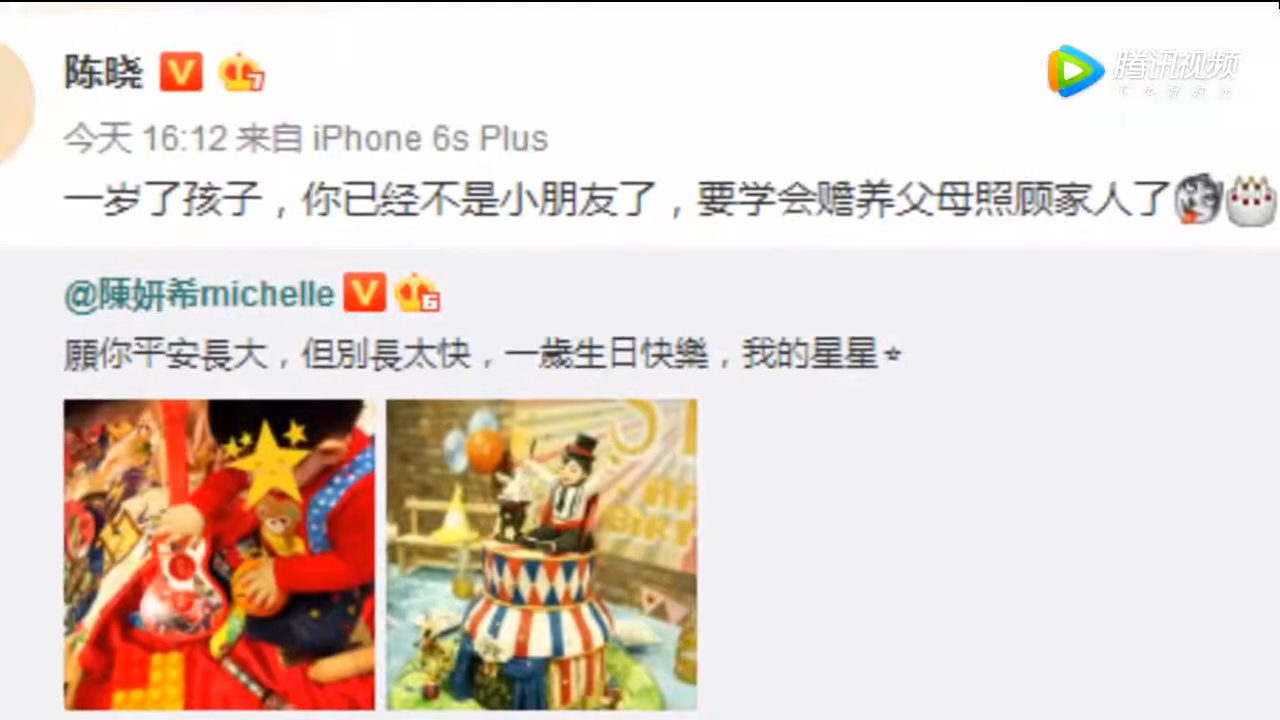 陈晓
腾讯视频
今天 16:12 来自 iPhone 6s Plus
一岁了孩子，你已经不是小朋友了，要学会赡养父母照顾家人了
@陳妍希michelle
願你平安長大，但別長太快，一歲生日快樂，我的星星⭐